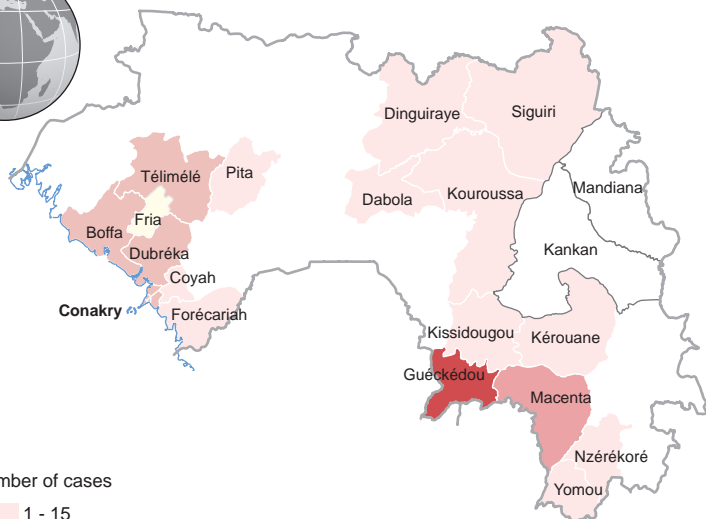 Dinguiraye
Siguiri
Télimélé
Pita
Mandiana
Dabola
Kouroussa
Fria
Boffa
Dubréka
Kankan
Coyah
Conakry
Forécariah
Kissidougou
Kérouane
Guéckédou
Macenta
Nzérékoré
mber of cases
Yomou
1 - 15